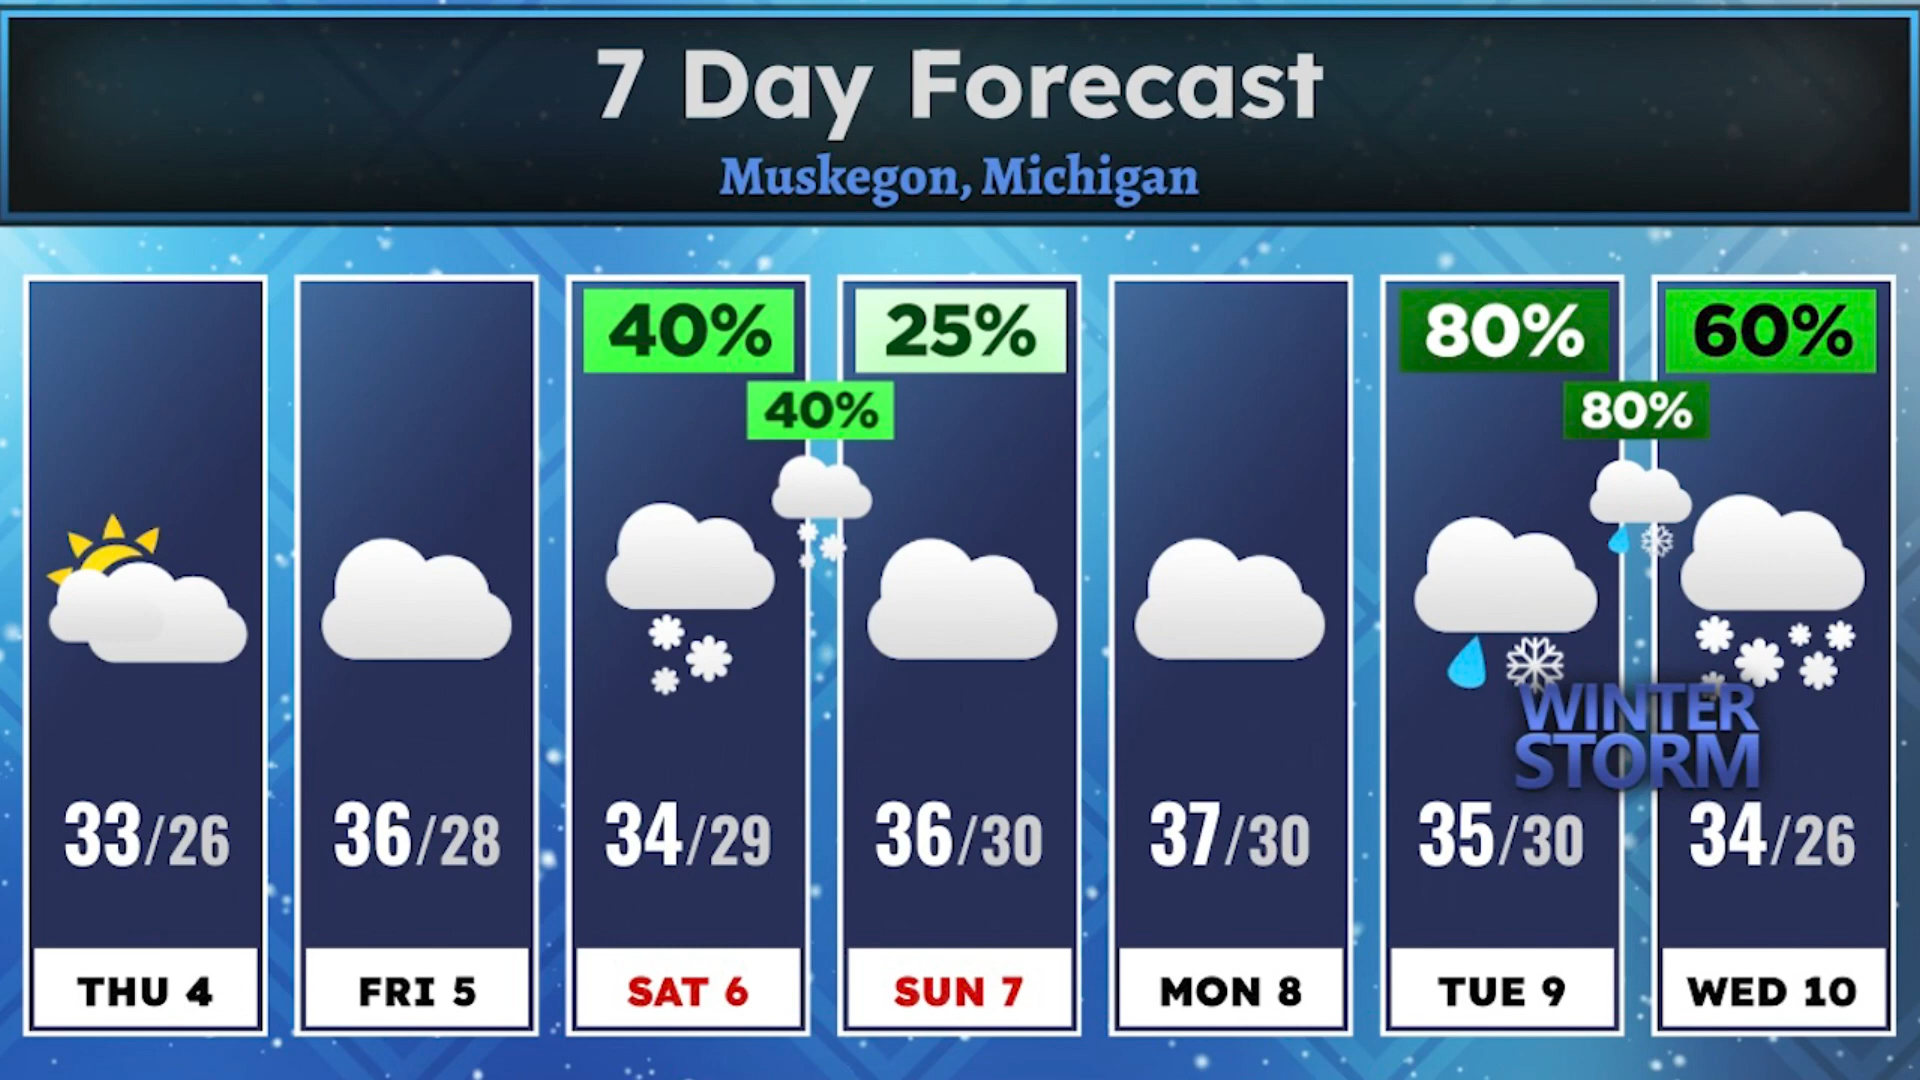 7 Day Forecast
Muskegon, Michigan
40%
25%
80%
60%
40%
80%
WINTER
STORM
33/26
36/28
34/29
36/30
37/30
35/30
34/26
THU 4
FRI 5
SAT 6
SUN 7
MON 8
TUE 9
WED 10